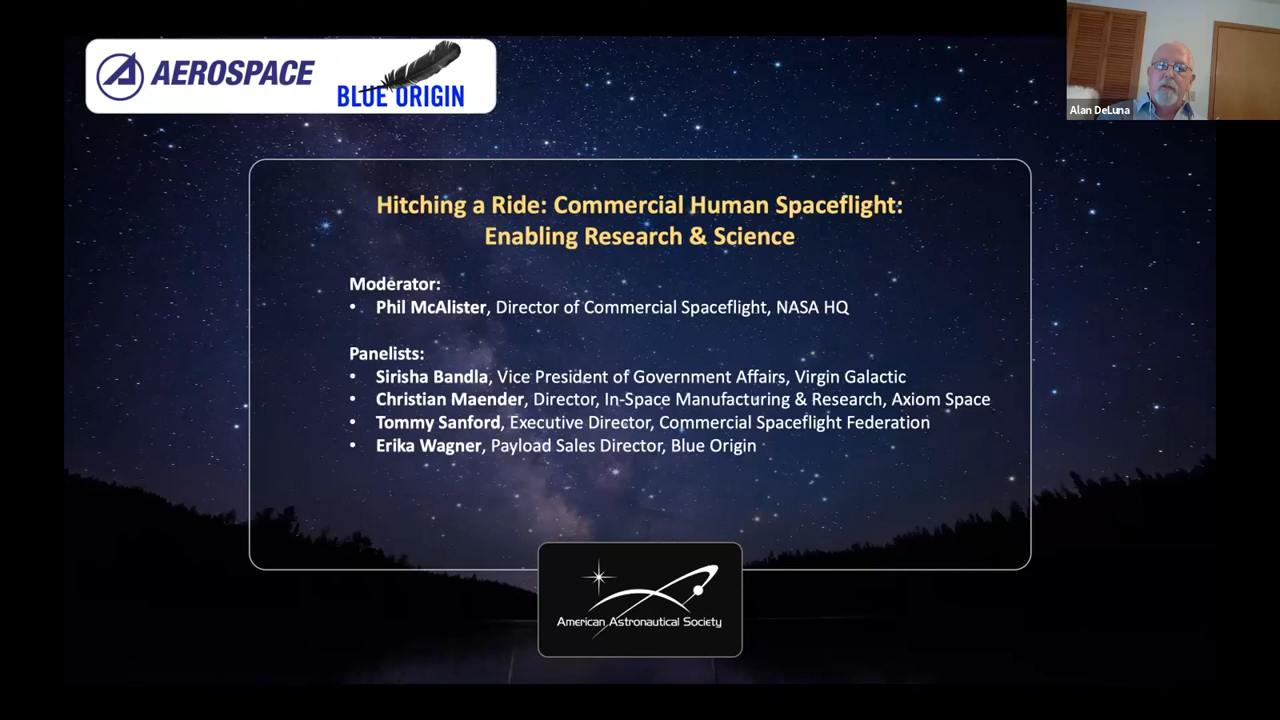 AEROSPACE
BLUE ORIGIN
Alan DeLuna
Hitching a Ride: Commercial Human Spaceflight:
Enabling Research & Science
Moderator:
• Phil McAlister, Director of Commercial Spaceflight, NASA HQ
Panelists:
• Sirisha Bandla, Vice President of Government Affairs, Virgin Galactic
• Christian Maender, Director, In-Space Manufacturing & Research, Axiom Space
• Tommy Sanford, Executive Director, Commercial Spaceflight Federation
• Erika Wagner, Payload Sales Director, Blue Origin
American Astronautical Society